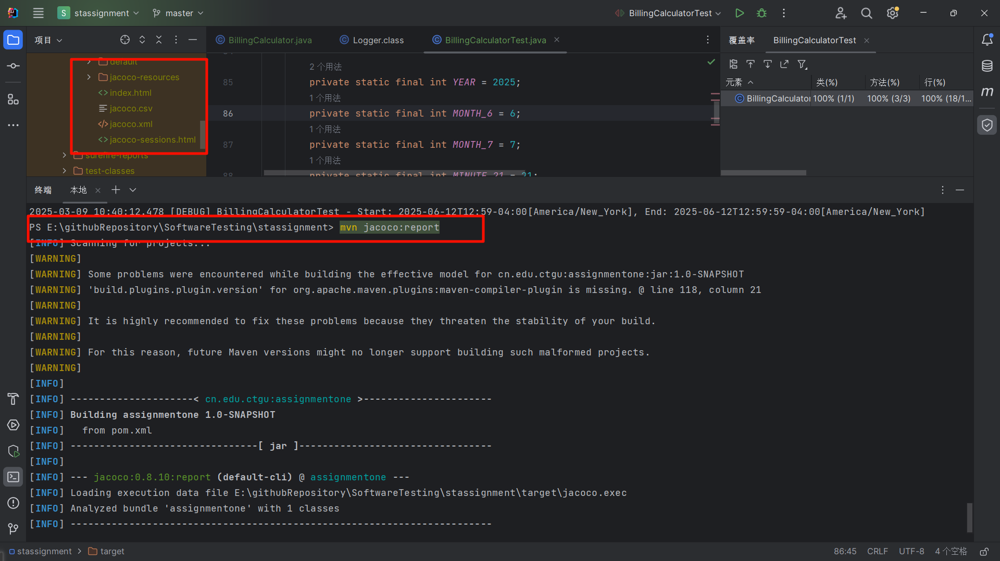 S stassignment master BillingCalculatorTest
项目
BillingCalculator.java Logger.class BillingCalculatorTest.java
覆盖率 BillingCalculatorTest
default
jacoco-resources
index.html
jacoco.csv
jacoco.xml
jacoco-sessions.html
surefire-reports
test-classes
2 个用法
85 private static final int YEAR = 2025;
1 个用法
86 private static final int MONTH_6 = 6;
1 个用法
87 private static final int MONTH_7 = 7;
1 个用法
88 private static final int MINUTE_21 = 21;
元素 类(%) 方法(%) 行(%)
BillingCalculator 100% (1/1) 100% (3/3) 100% (18/1...
m
终端 本地
2025-03-09 10:40:12.478 [DEBUG] BillingCalculatorTest - Start: 2025-06-12T12:59-04:00[America/New_York], End: 2025-06-12T12:59:59-04:00[America/New_York]
PS E:\githubRepository\SoftwareTesting\stassignment> mvn jacoco:report
[INFO] Scanning for projects...
[WARNING]
[WARNING] Some problems were encountered while building the effective model for cn.edu.ctgu:assignmentone:jar:1.0-SNAPSHOT
[WARNING] 'build.plugins.plugin.version' for org.apache.maven.plugins:maven-compiler-plugin is missing. @ line 118, column 21
[WARNING]
[WARNING] It is highly recommended to fix these problems because they threaten the stability of your build.
[WARNING]
[WARNING] For this reason, future Maven versions might no longer support building such malformed projects.
[WARNING]
[INFO]
[INFO] ---------------------< cn.edu.ctgu:assignmentone >----------------------
[INFO] Building assignmentone 1.0-SNAPSHOT
[INFO]   from pom.xml
[INFO] --------------------------------[ jar ]---------------------------------
[INFO]
[INFO] --- jacoco:0.8.10:report (default-cli) @ assignmentone ---
[INFO] Loading execution data file E:\githubRepository\SoftwareTesting\stassignment\target\jacoco.exec
[INFO] Analyzed bundle 'assignmentone' with 1 classes
[INFO] ------------------------------------------------------------------------
stassignment > target 86:45 CRLF UTF-8 4 个空格